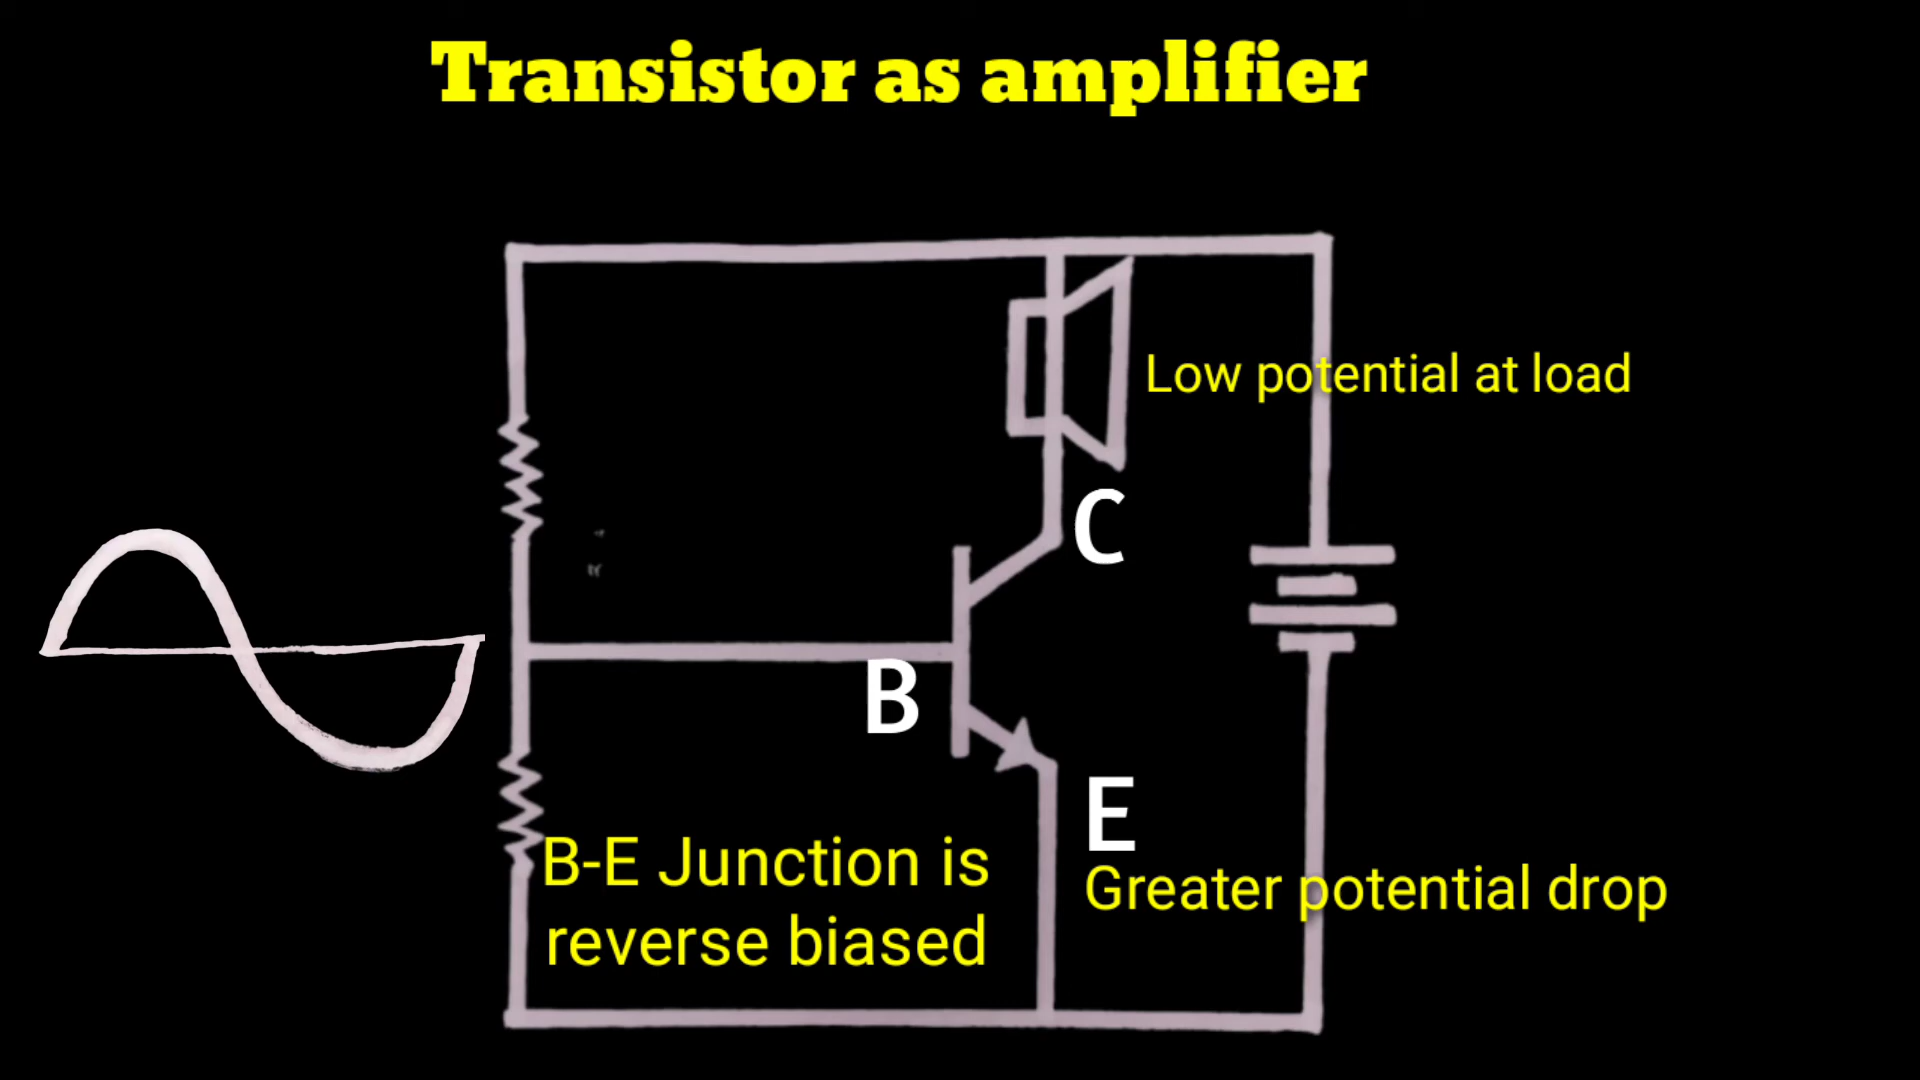 Transistor as amplifier
Low potential at load
C
B
E
B-E Junction is
reverse biased
Greater potential drop